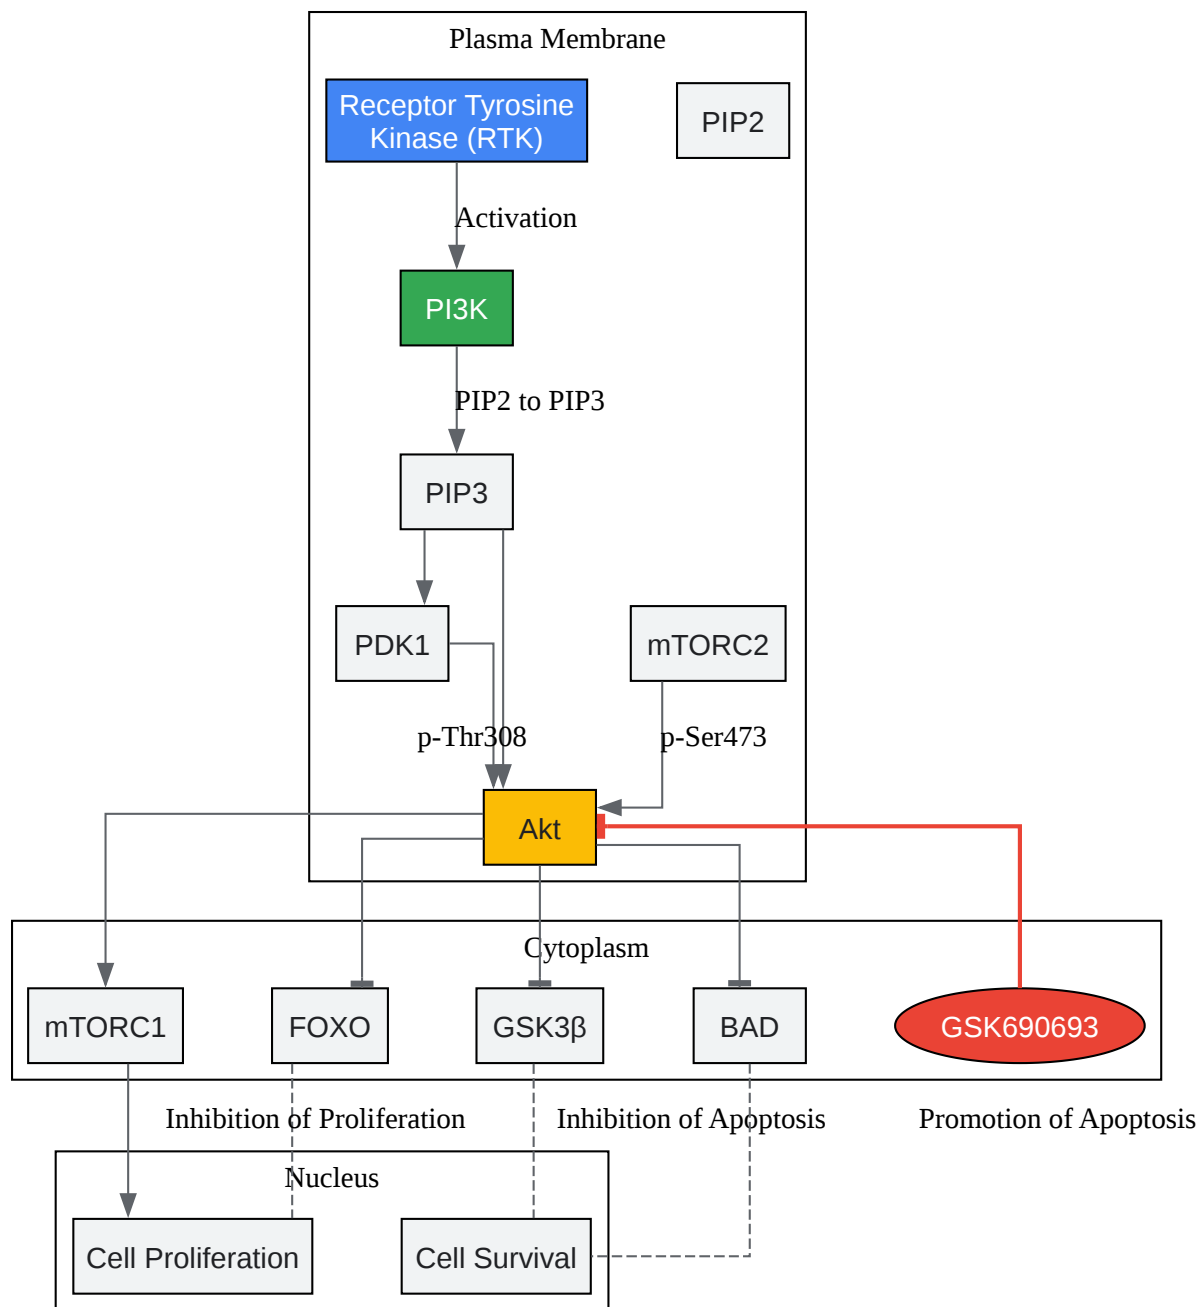 Plasma Membrane
Receptor Tyrosine
Kinase (RTK)
PIP2
Activation
PI3K
PIP2 to PIP3
PIP3
PDK1
mTORC2
p-Thr308
p-Ser473
Akt
Cytoplasm
mTORC1
FOXO
GSK3β
BAD
GSK690693
Inhibition of Proliferation
Inhibition of Apoptosis
Promotion of Apoptosis
Nucleus
Cell Proliferation
Cell Survival